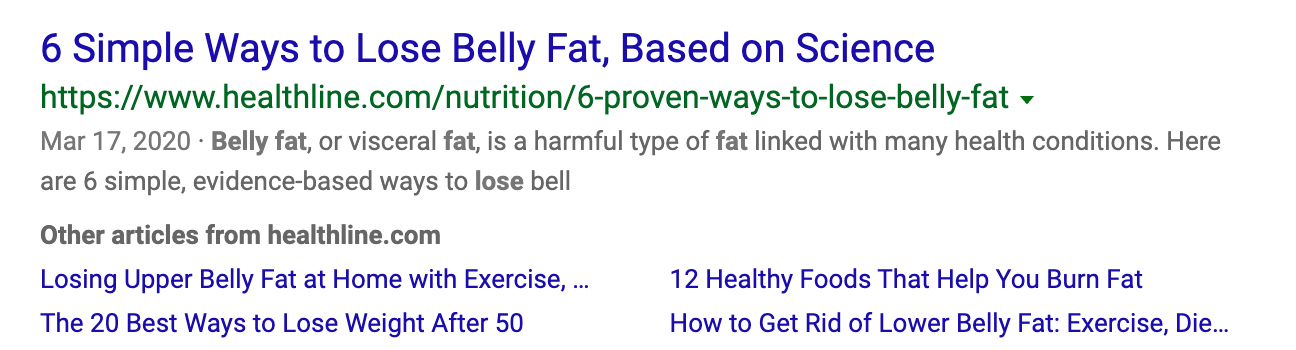 6 Simple Ways to Lose Belly Fat, Based on Science
https://www.healthline.com/nutrition/6-proven-ways-to-lose-belly-fat
Mar 17, 2020 · Belly fat, or visceral fat, is a harmful type of fat linked with many health conditions. Here
are 6 simple, evidence-based ways to lose bell
Other articles from healthline.com
Losing Upper Belly Fat at Home with Exercise, ...
12 Healthy Foods That Help You Burn Fat
The 20 Best Ways to Lose Weight After 50
How to Get Rid of Lower Belly Fat: Exercise, Die...